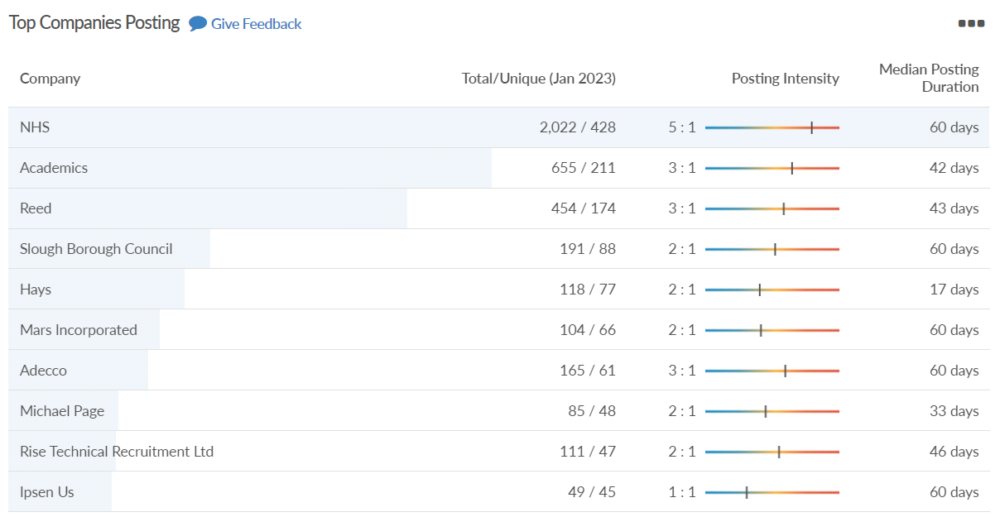 Top Companies Posting Give Feedback
Company Total/Unique (Jan 2023) Posting Intensity Median Posting Duration
NHS 2,022 / 428 5 : 1 60 days
Academics 655 / 211 3 : 1 42 days
Reed 454 / 174 3 : 1 43 days
Slough Borough Council 191 / 88 2 : 1 60 days
Hays 118 / 77 2 : 1 17 days
Mars Incorporated 104 / 66 2 : 1 60 days
Adecco 165 / 61 3 : 1 60 days
Michael Page 85 / 48 2 : 1 33 days
Rise Technical Recruitment Ltd 111 / 47 2 : 1 46 days
Ipsen Us 49 / 45 1 : 1 60 days